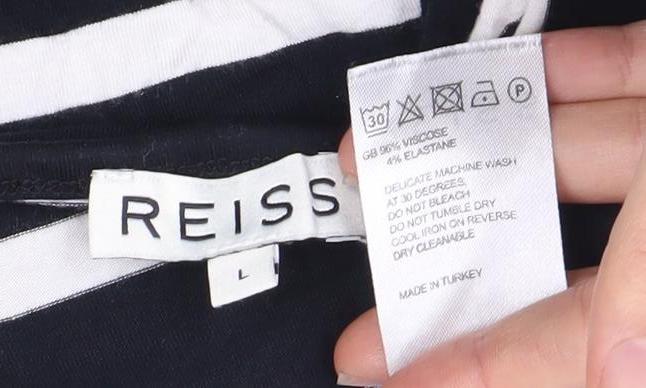 REISS
L
30
P
GB 96% VISCOSE
4% ELASTANE
DELICATE MACHINE WASH
AT 30 DEGREES,
DO NOT BLEACH
DO NOT TUMBLE DRY
COOL IRON ON REVERSE
DRY CLEANABLE
MADE IN TURKEY